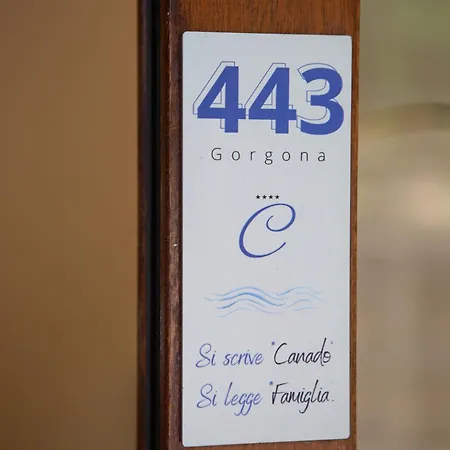 443
Gorgona
C
Si scrive "Canado"
Si legge "Famiglia"